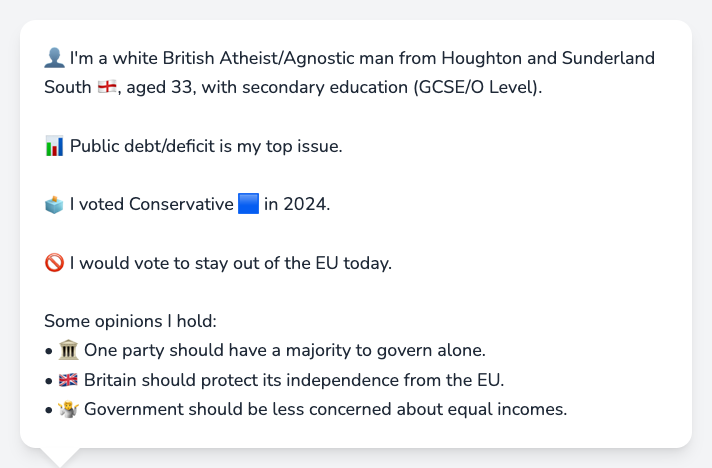 👤 I'm a white British Atheist/Agnostic man from Houghton and Sunderland
South 🏴󠁧󠁢󠁥󠁮󠁧󠁿, aged 33, with secondary education (GCSE/O Level).
📊 Public debt/deficit is my top issue.
🗳️ I voted Conservative 🟦 in 2024.
🚫 I would vote to stay out of the EU today.
Some opinions I hold:
• 🏛️ One party should have a majority to govern alone.
• 🇬🇧 Britain should protect its independence from the EU.
• 🤷 Government should be less concerned about equal incomes.